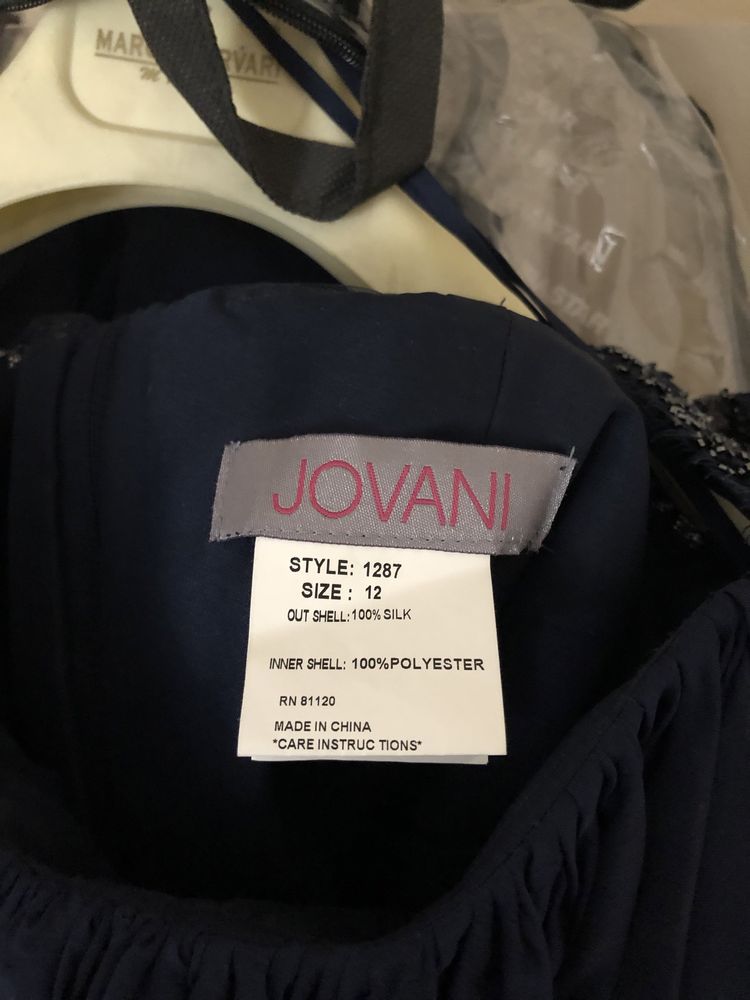 JOVANI
STYLE: 1287
SIZE : 12
OUT SHELL:100% SILK
INNER SHELL: 100%POLYESTER
RN 81120
MADE IN CHINA
*CARE INSTRUC TIONS*